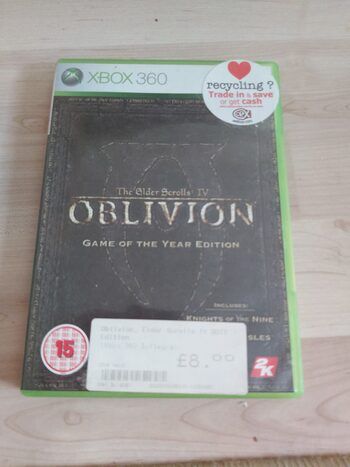 XBOX 360
recycling ?
Trade in & save
or get cash
The Elder Scrolls IV
OBLIVION
GAME OF THE YEAR EDITION
INCLUDES:
KNIGHTS OF THE NINE
ISLES
Oblivion, Elder Scrolls IV GOTY
Edition
£8.00
15
2K